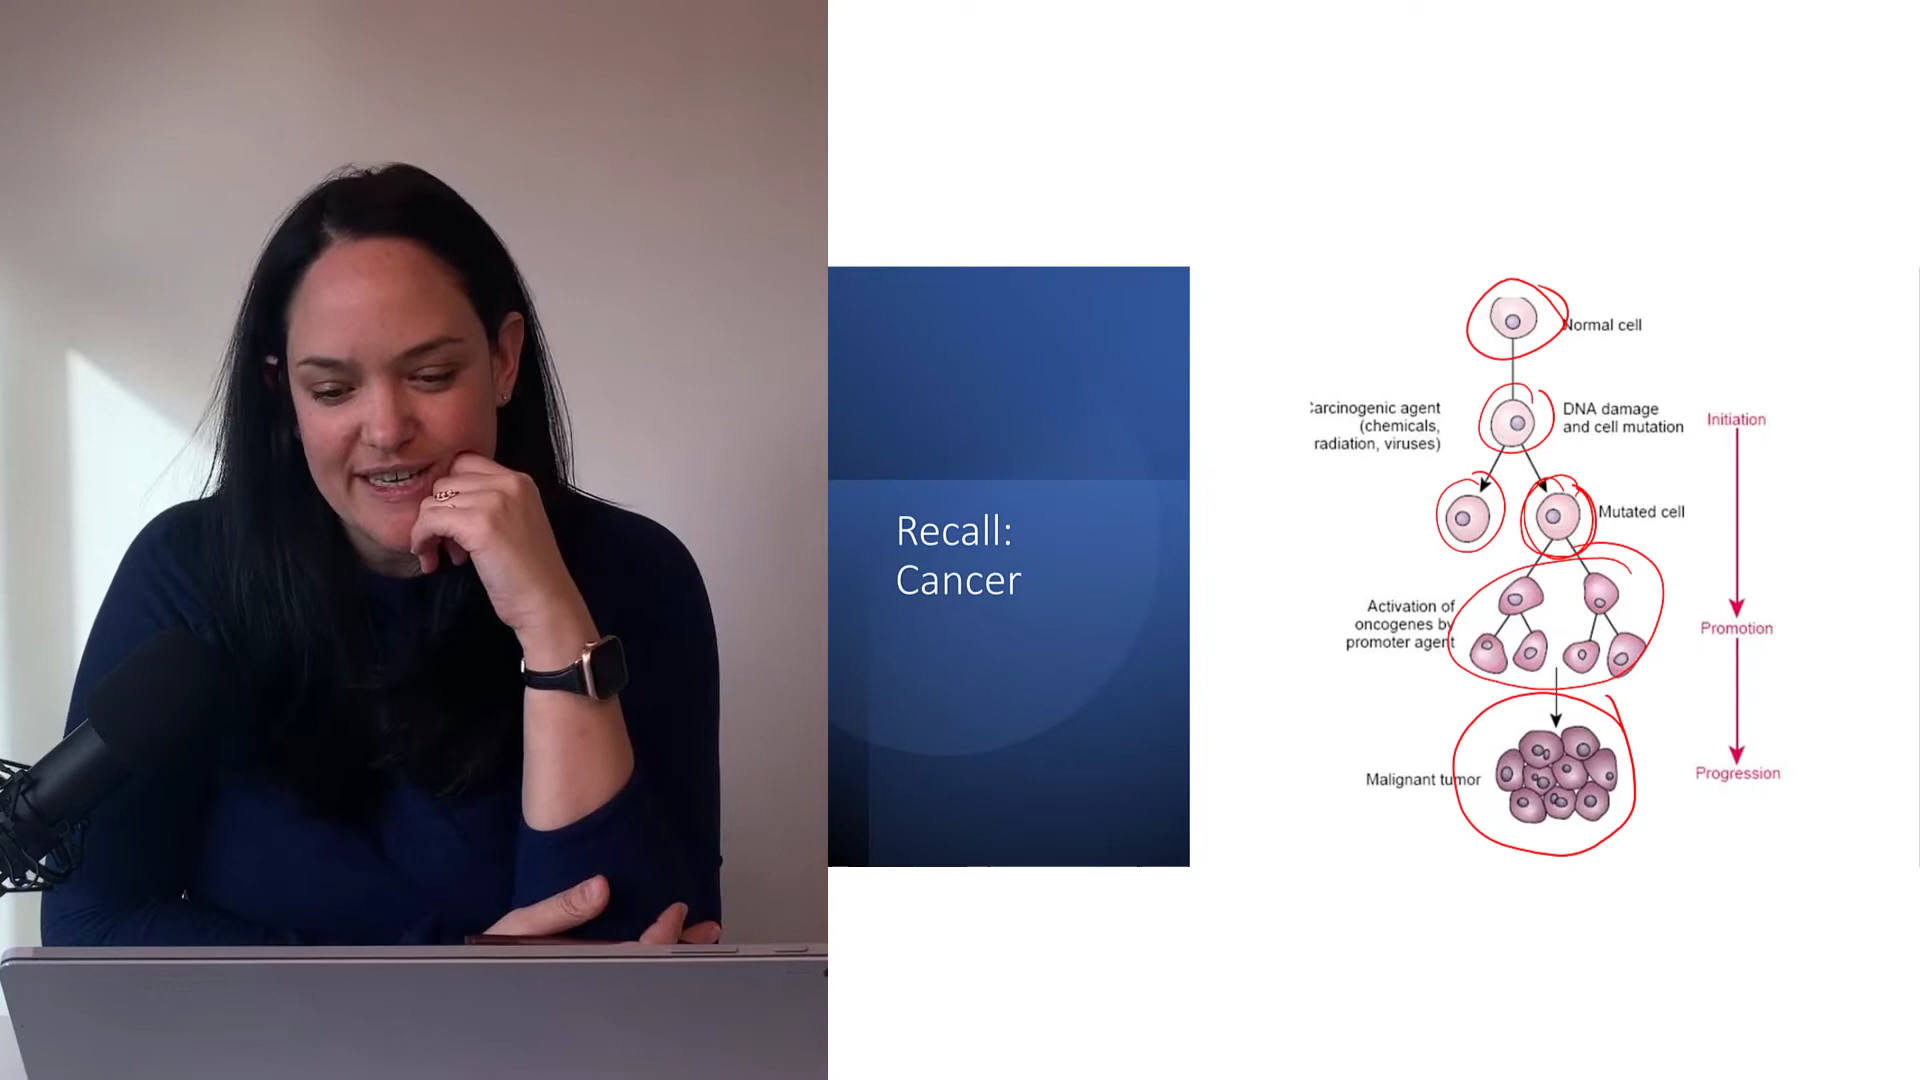 Recall:
Cancer
Normal cell
Carcinogenic agent
(chemicals,
radiation, viruses)
DNA damage
and cell mutation
Initiation
Mutated cell
Activation of
oncogenes by
promoter agent
Promotion
Malignant tumor
Progression